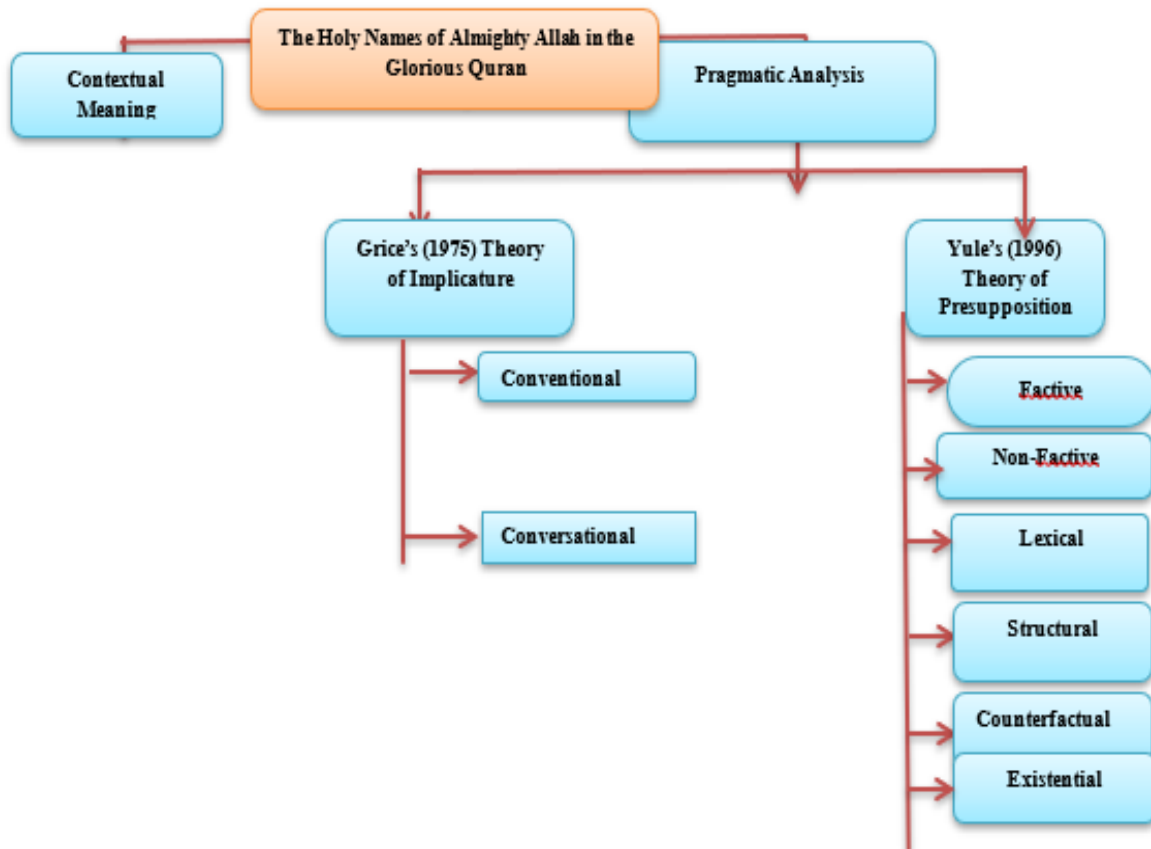 The Holy Names of Almighty Allah in the
Glorious Quran
Contextual
Meaning
Pragmatic Analysis
Grice's (1975) Theory
of Implicature
Conventional
Conversational
Yule's (1996)
Theory of
Presupposition
Factive
Non-Factive
Lexical
Structural
Counterfactual
Existential